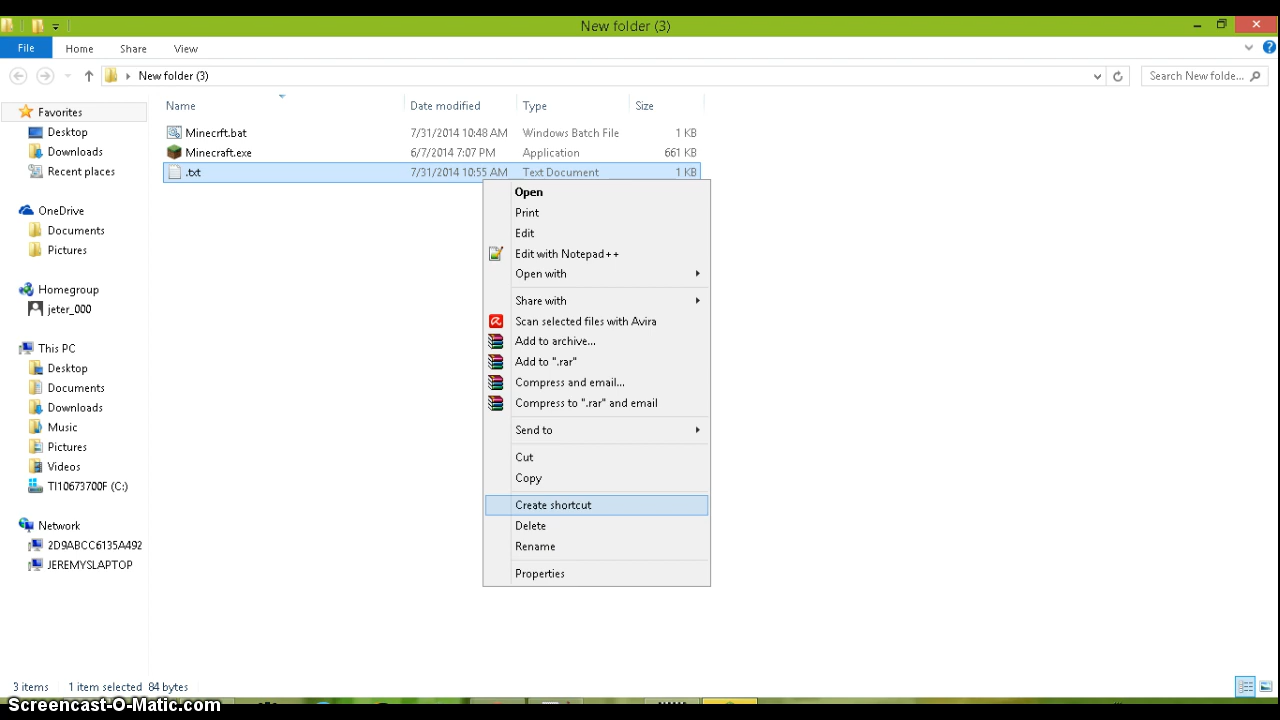 New folder (3)
File Home Share View
New folder (3)
Search New folde...
Name Date modified Type Size
Minecrft.bat 7/31/2014 10:48 AM Windows Batch File 1 KB
Minecraft.exe 6/7/2014 7:07 PM Application 661 KB
.txt 7/31/2014 10:55 AM Text Document 1 KB
Favorites
Desktop
Downloads
Recent places
OneDrive
Documents
Pictures
Homegroup
jeter_000
This PC
Desktop
Documents
Downloads
Music
Pictures
Videos
TI10673700F (C:)
Network
2D9ABCC6135A492
JEREMYSLAPTOP
Open
Print
Edit
Edit with Notepad++
Open with
Share with
Scan selected files with Avira
Add to archive...
Add to ".rar"
Compress and email...
Compress to ".rar" and email
Send to
Cut
Copy
Create shortcut
Delete
Rename
Properties
3 items 1 item selected 84 bytes
Screencast-O-Matic.com